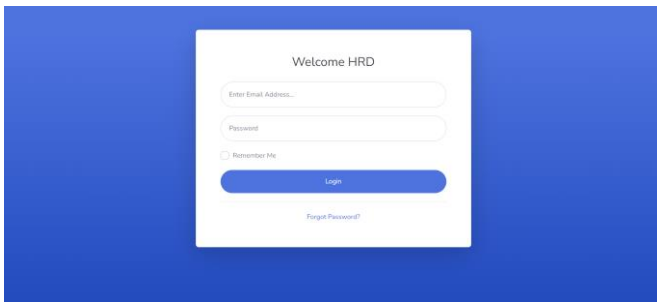 Welcome HRD
Enter Email Address...
Password
Remember Me
Login
Forgot Password?